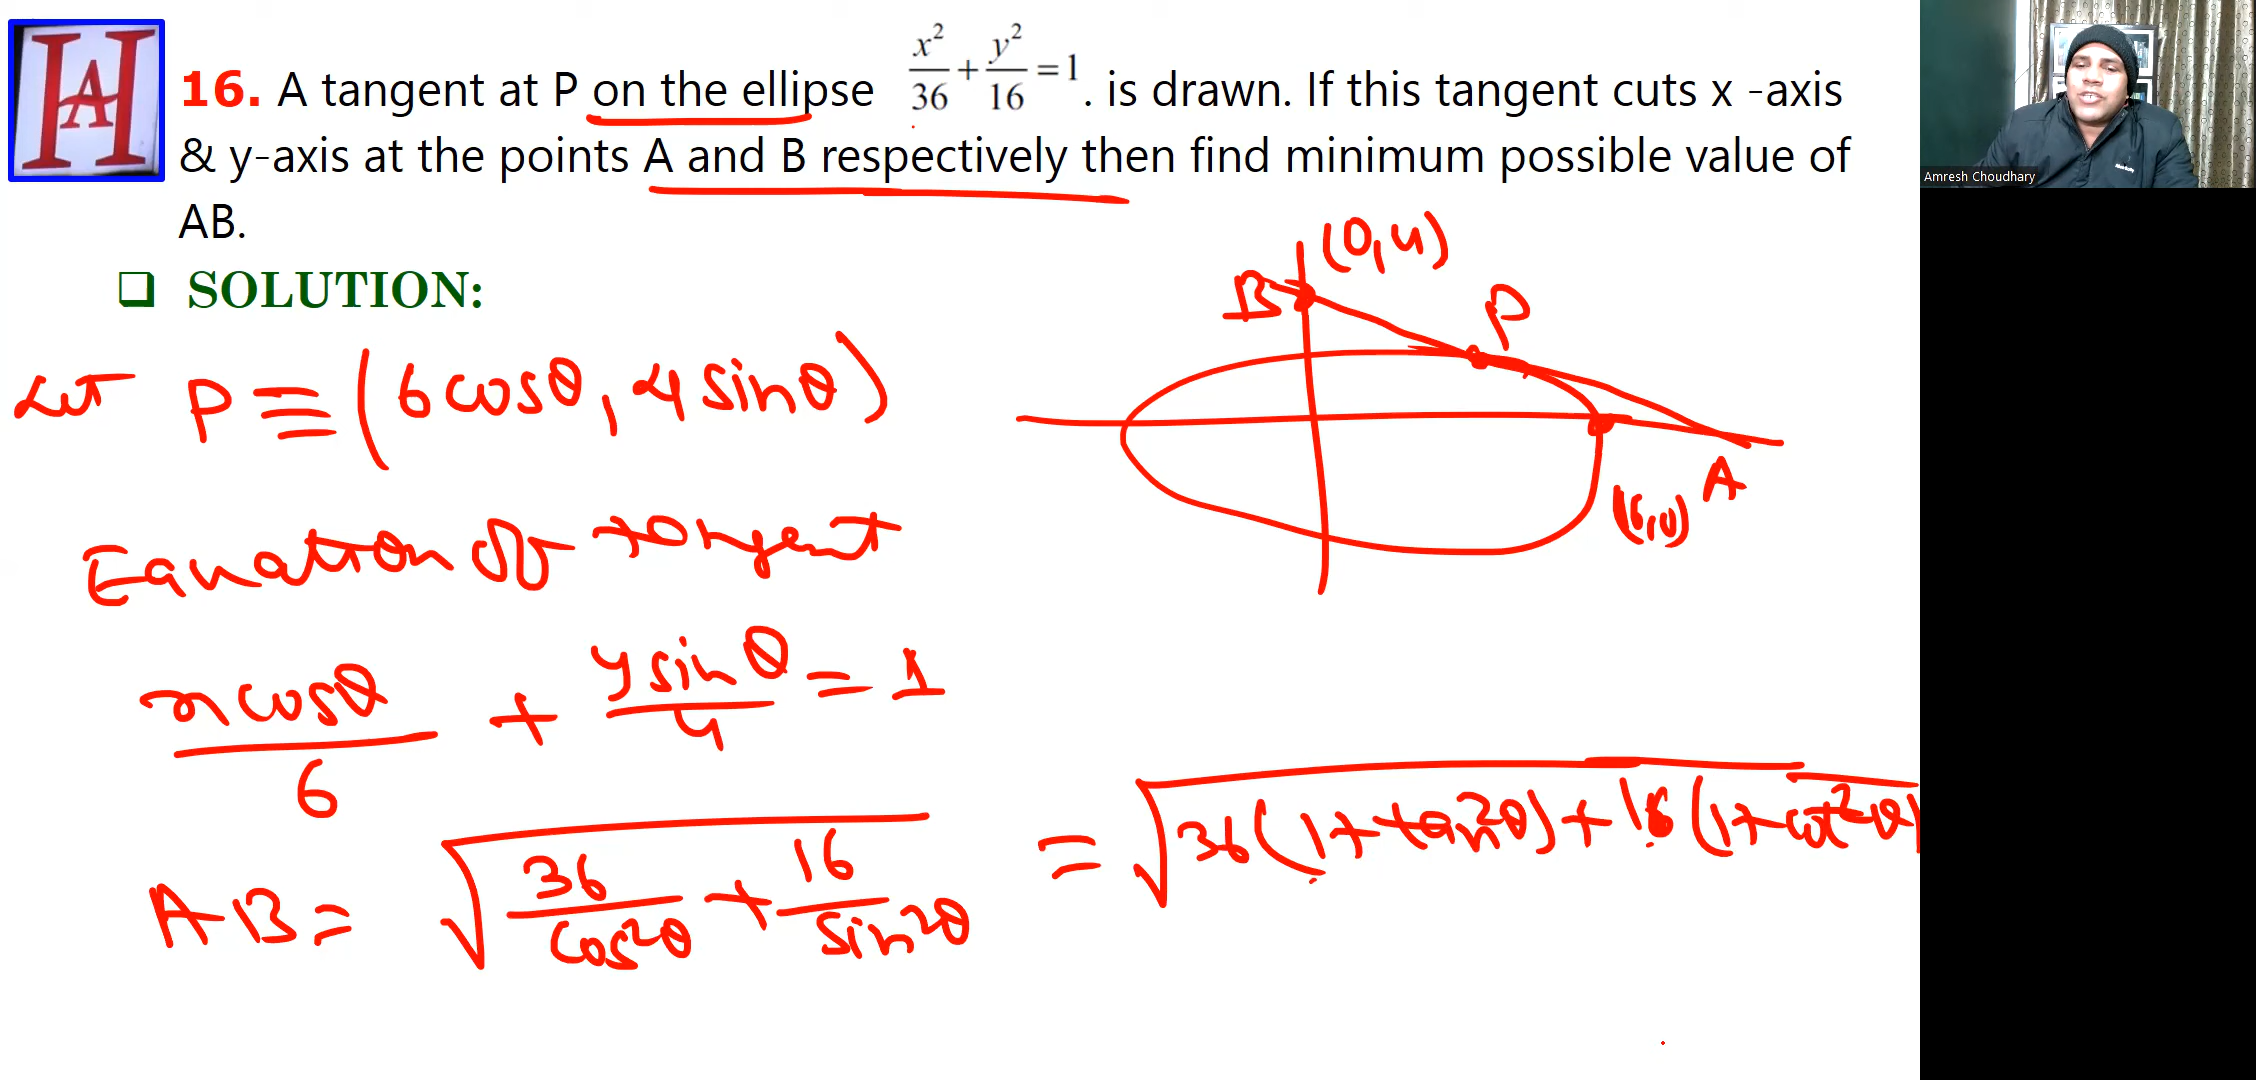 HA
16. A tangent at P on the ellipse x²/36 + y²/16 = 1 . is drawn. If this tangent cuts x -axis
& y-axis at the points A and B respectively then find minimum possible value of
AB.
Amresh Choudhary
❑ SOLUTION:
(0,4)
B
P
A
(6,0)
Let P ≡ (6cosθ, 4sinθ)
Equation of tangent
xcosθ/6 + ysinθ/4 = 1
AB = √(36/cos²θ + 16/sin²θ) = √(36(1+tan²θ)+16(1+cot²θ)